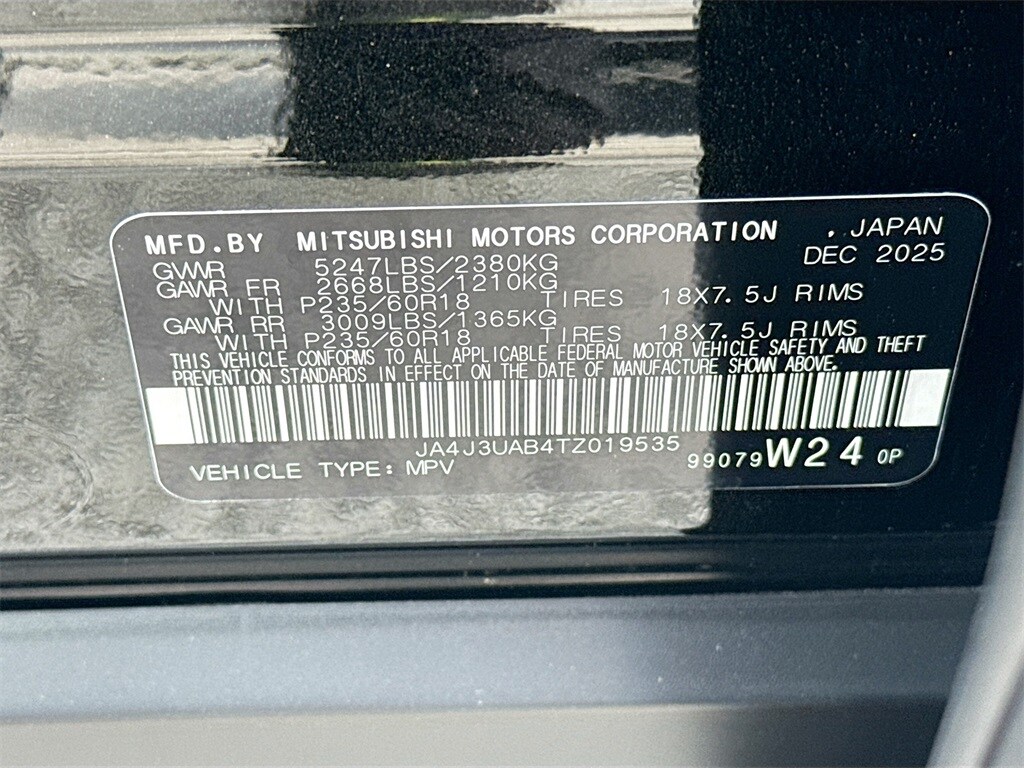 MFD.BY MITSUBISHI MOTORS CORPORATION . JAPAN
DEC 2025
GVWR 5247LBS/2380KG
GAWR FR 2668LBS/1210KG
WITH P235/60R18 TIRES 18X7.5J RIMS
GAWR RR 3009LBS/1365KG
WITH P235/60R18 TIRES 18X7.5J RIMS
THIS VEHICLE CONFORMS TO ALL APPLICABLE FEDERAL MOTOR VEHICLE SAFETY AND THEFT
PREVENTION STANDARDS IN EFFECT ON THE DATE OF MANUFACTURE SHOWN ABOVE.
JA4J3UAB4TZ019535
VEHICLE TYPE: MPV 99079 W24 0P